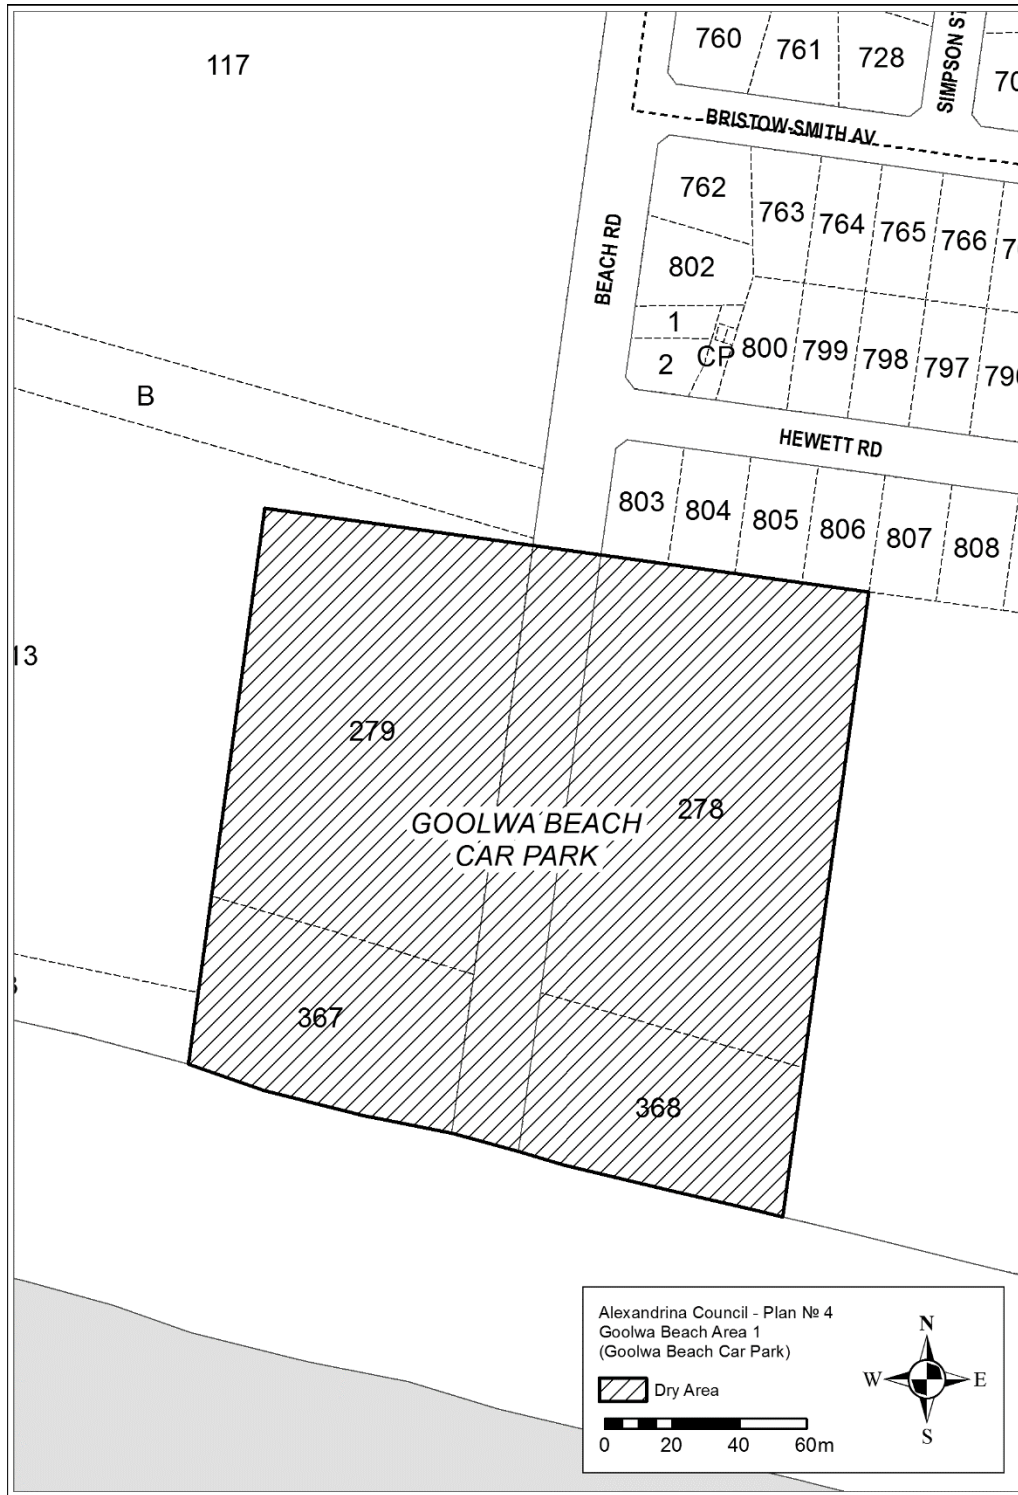 117
760
761
728
SIMPSON ST
BRISTOW-SMITH AV
762
763
764
765
766
BEACH RD
802
1
2
CP
800
799
798
797
B
HEWETT RD
803
804
805
806
807
808
13
279
278
GOOLWA BEACH
CAR PARK
367
368
Alexandrina Council - Plan № 4
Goolwa Beach Area 1
(Goolwa Beach Car Park)
Dry Area
0 20 40 60m
N
W E
S